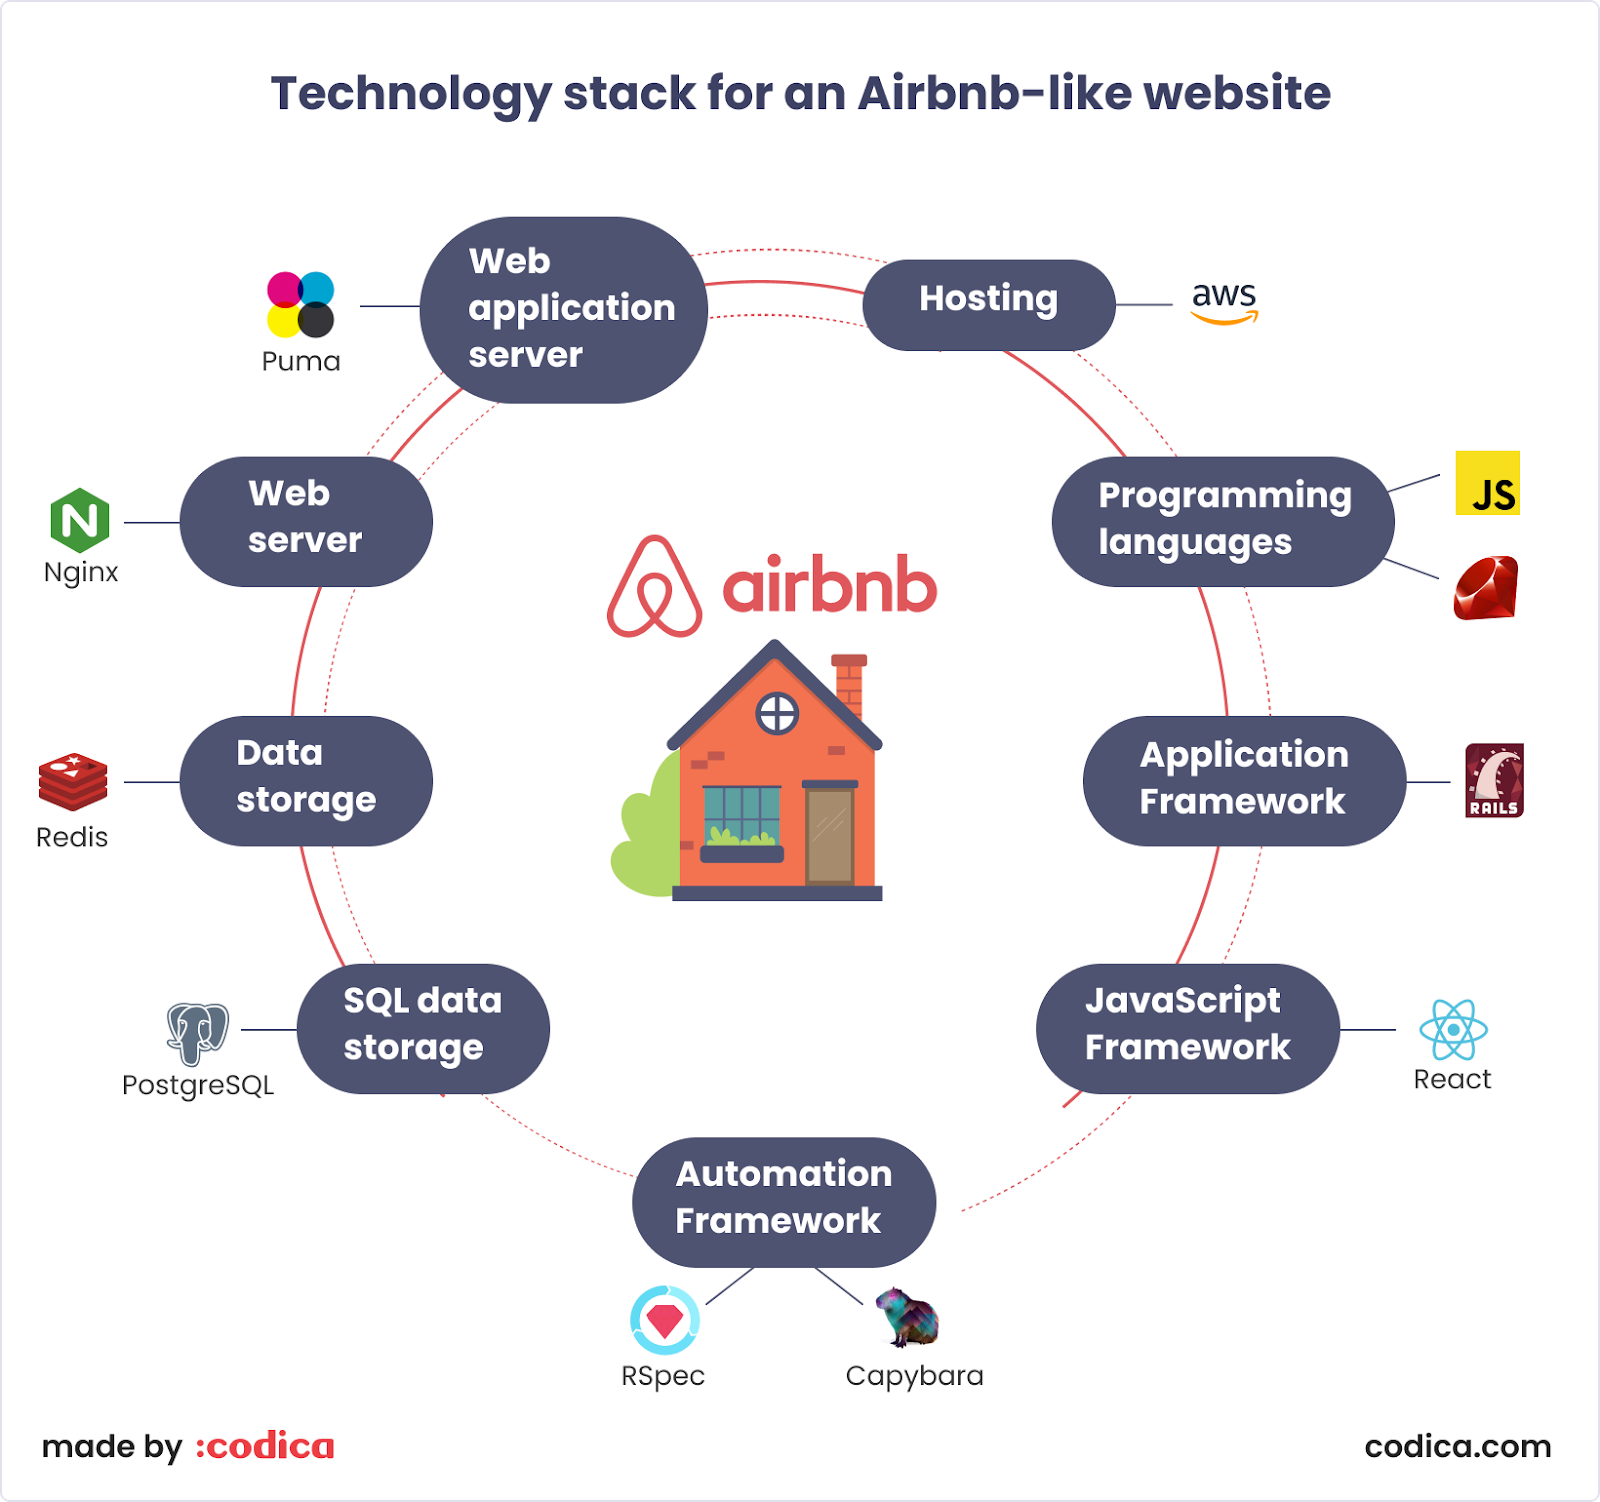 Technology stack for an Airbnb-like website
Web
application
server
Puma
Hosting
aws
Web
server
N
Nginx
Programming
languages
JS
airbnb
Data
storage
Redis
Application
Framework
RAILS
SQL data
storage
PostgreSQL
JavaScript
Framework
React
Automation
Framework
RSpec
Capybara
made by :codica
codica.com